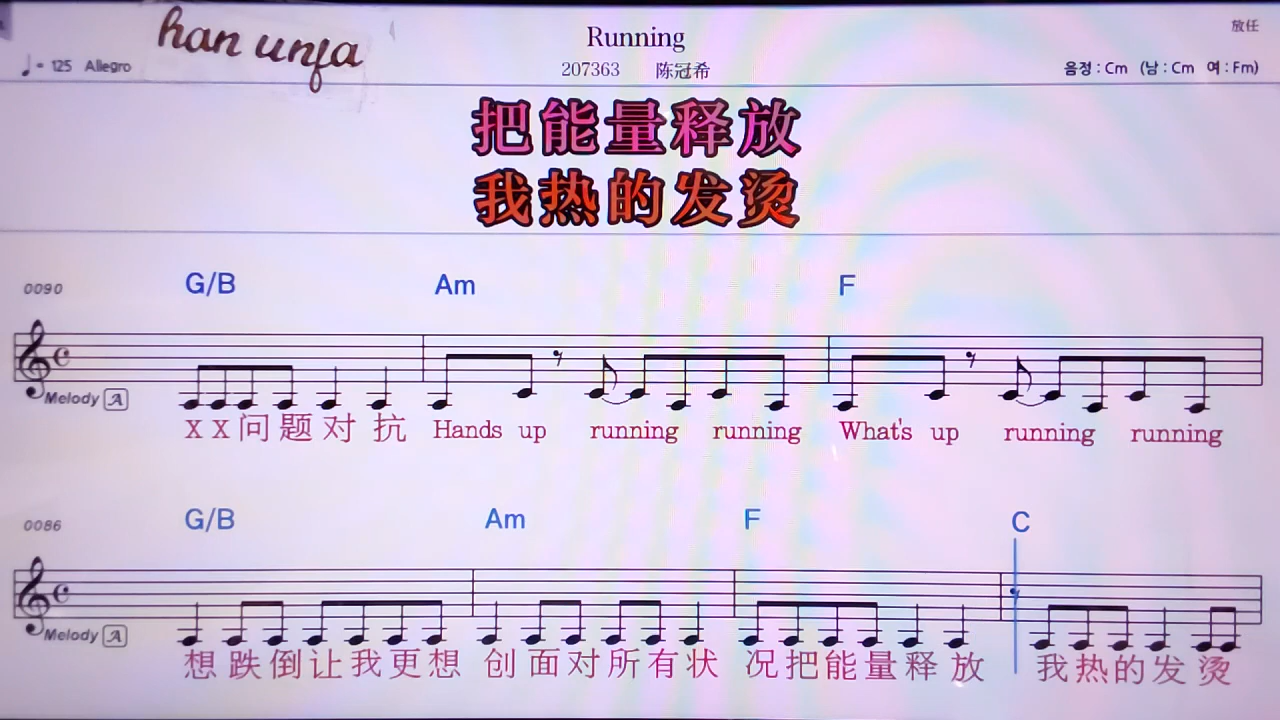 han unfa
Running
放任
♩= 125 Allegro
207363 陈冠希
음정 : Cm (남 : Cm 여 : Fm)
把能量释放
我热的发烫
0090
G/B Am F
Melody A
X X 问 题 对 抗 Hands up running running What's up running running
0086
G/B Am F C
Melody A
想 跌 倒 让 我 更 想 创 面 对 所 有 状 况 把 能 量 释 放 我 热 的 发 烫